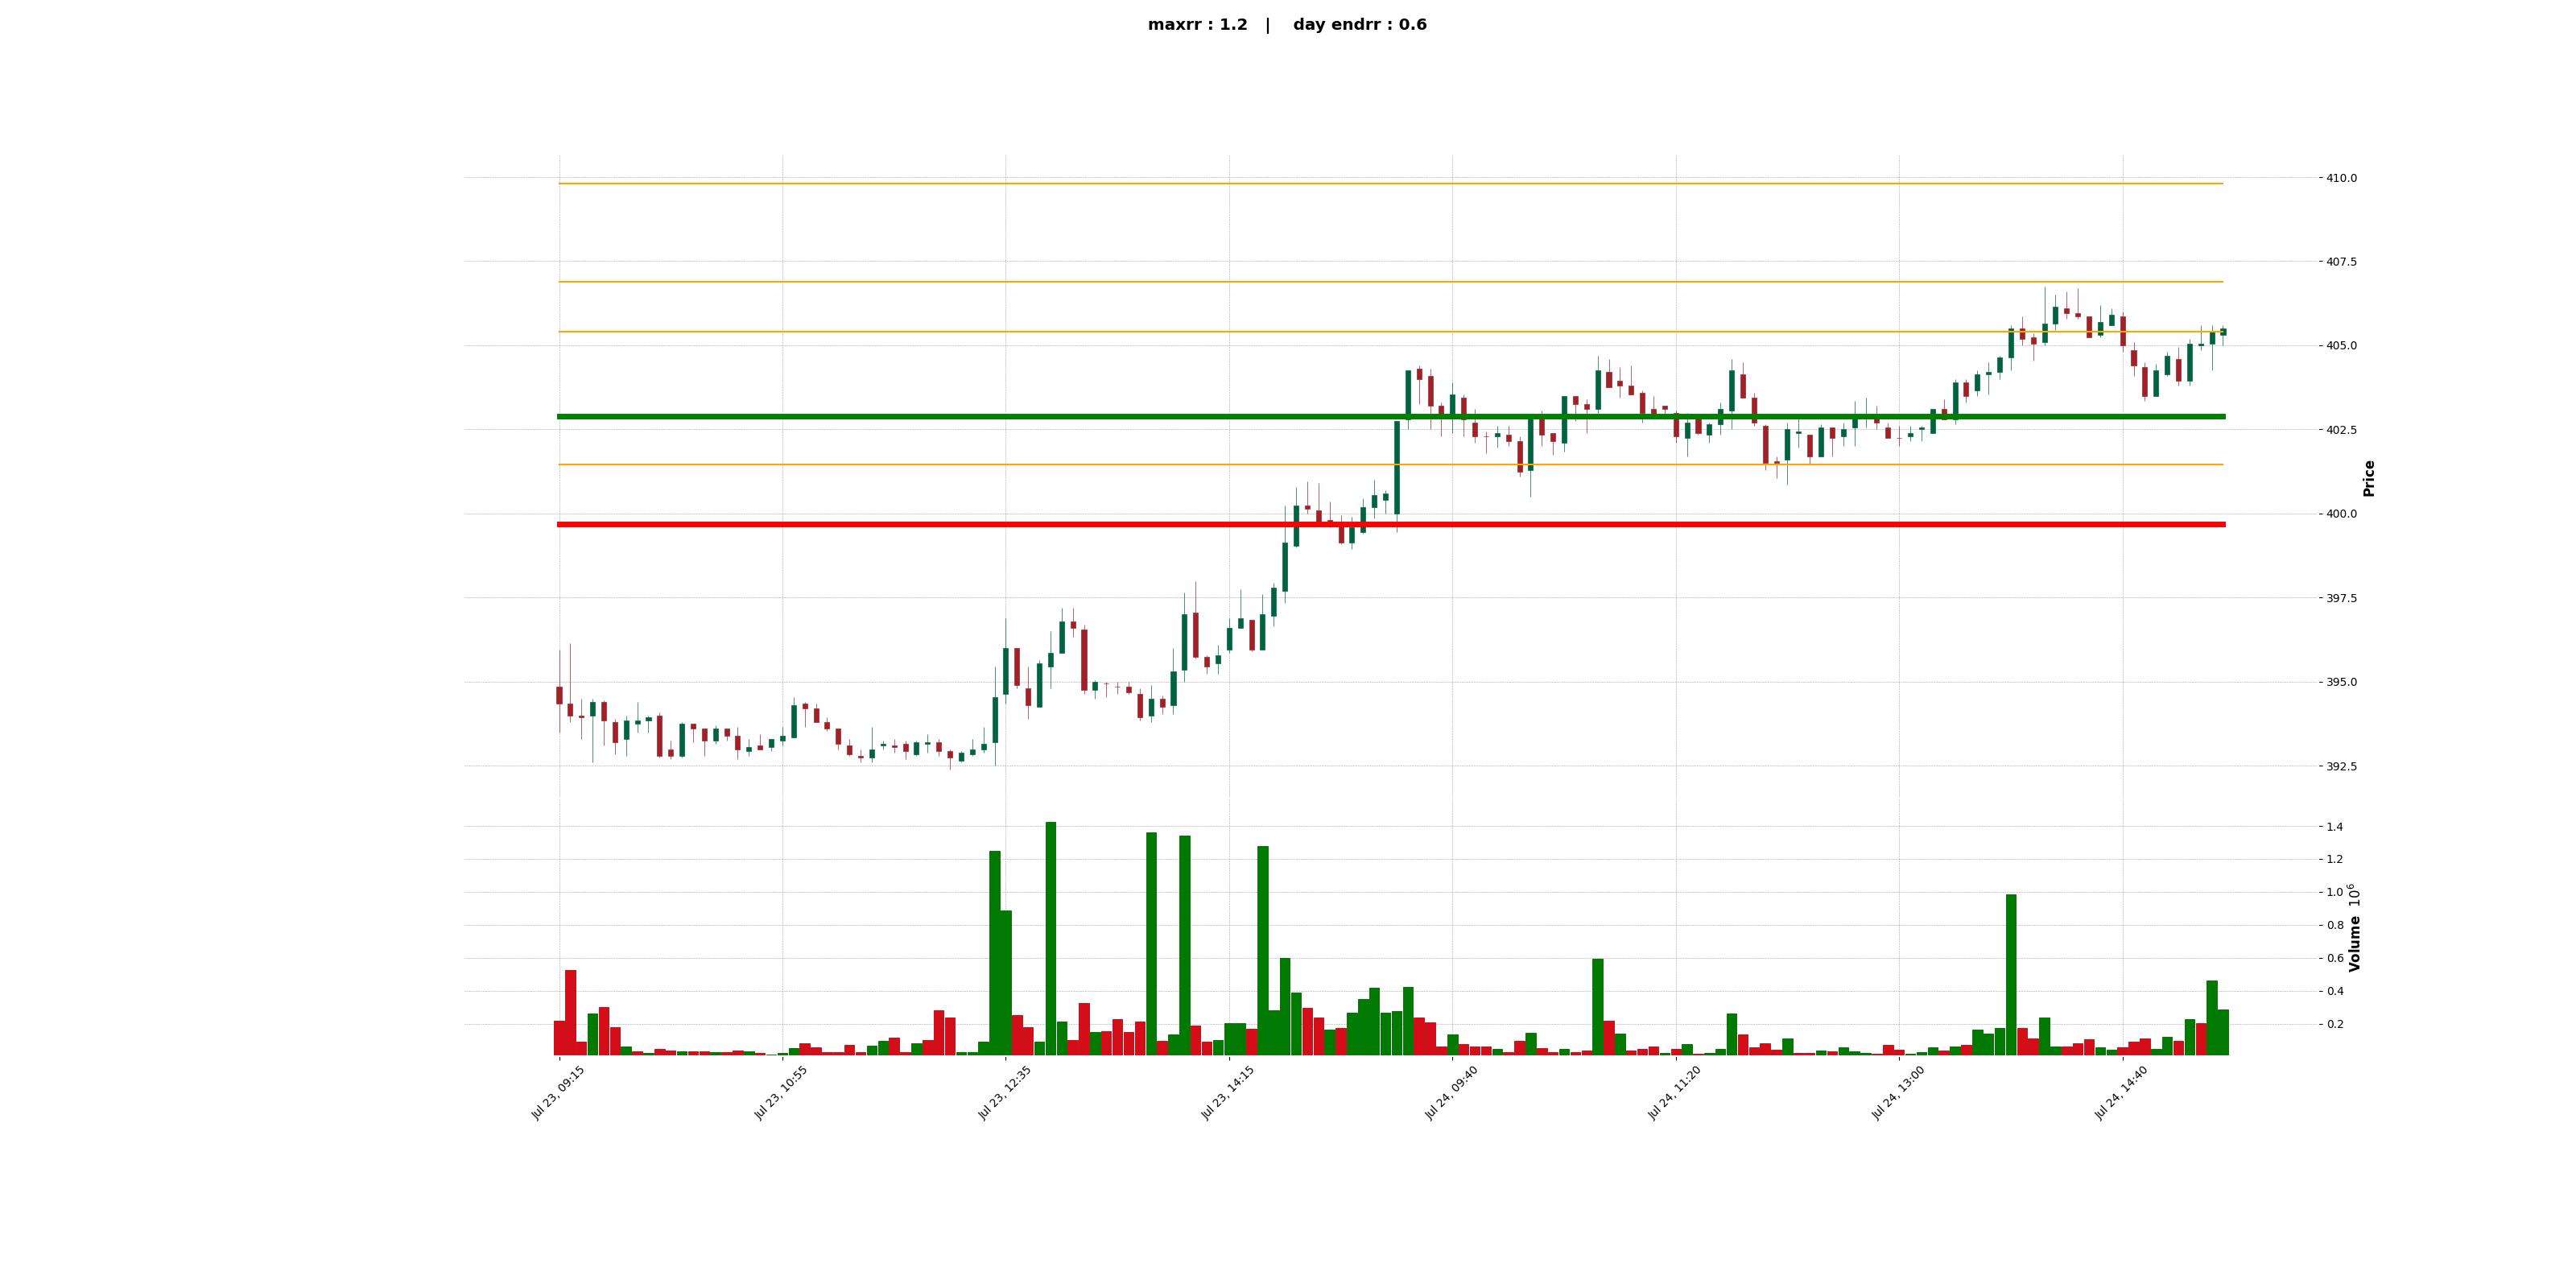 maxrr : 1.2 | day endrr : 0.6
410.0
407.5
405.0
402.5
400.0
397.5
395.0
392.5
Price
1.4
1.2
1.0
0.8
0.6
0.4
0.2
Volume 10^6
Jul 23, 09:15
Jul 23, 10:55
Jul 23, 12:35
Jul 23, 14:15
Jul 24, 09:40
Jul 24, 11:20
Jul 24, 13:00
Jul 24, 14:40